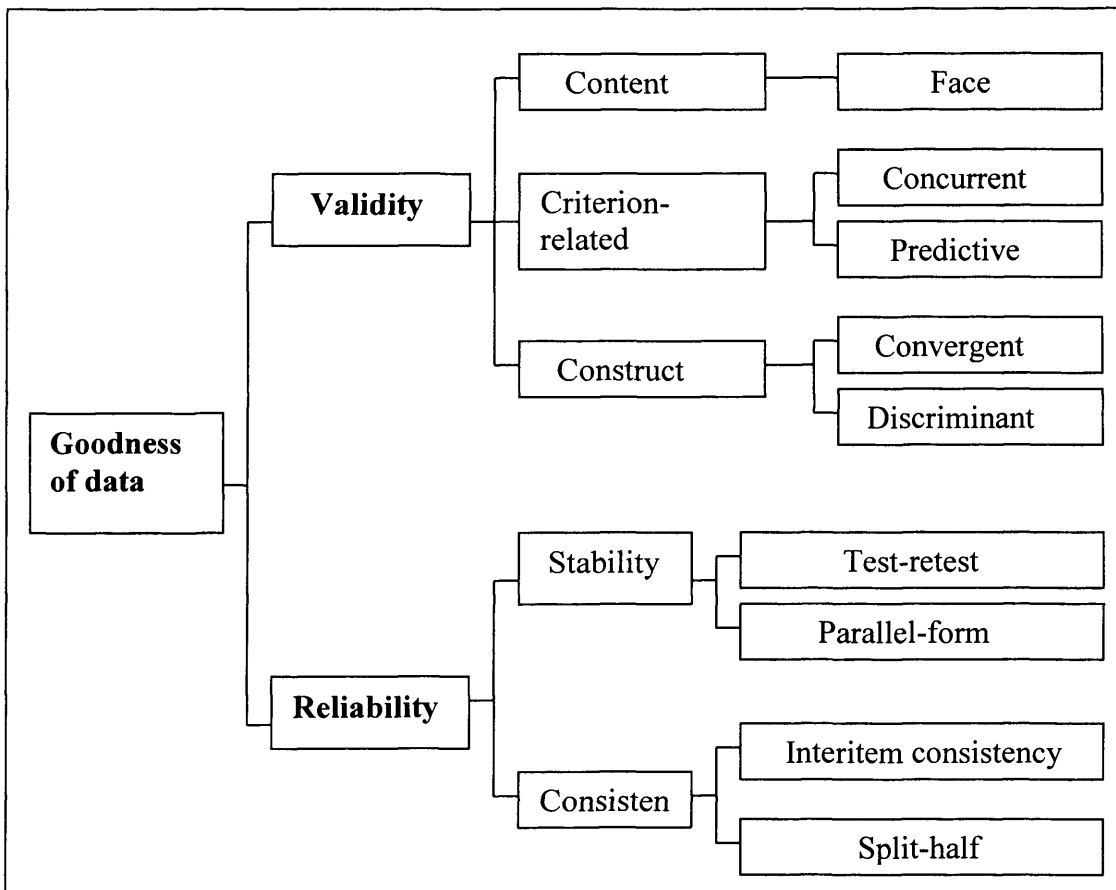 Content
Face
Validity
Criterion-
related
Concurrent
Predictive
Construct
Convergent
Discriminant
Goodness
of data
Stability
Test-retest
Parallel-form
Reliability
Consisten
Interitem consistency
Split-half